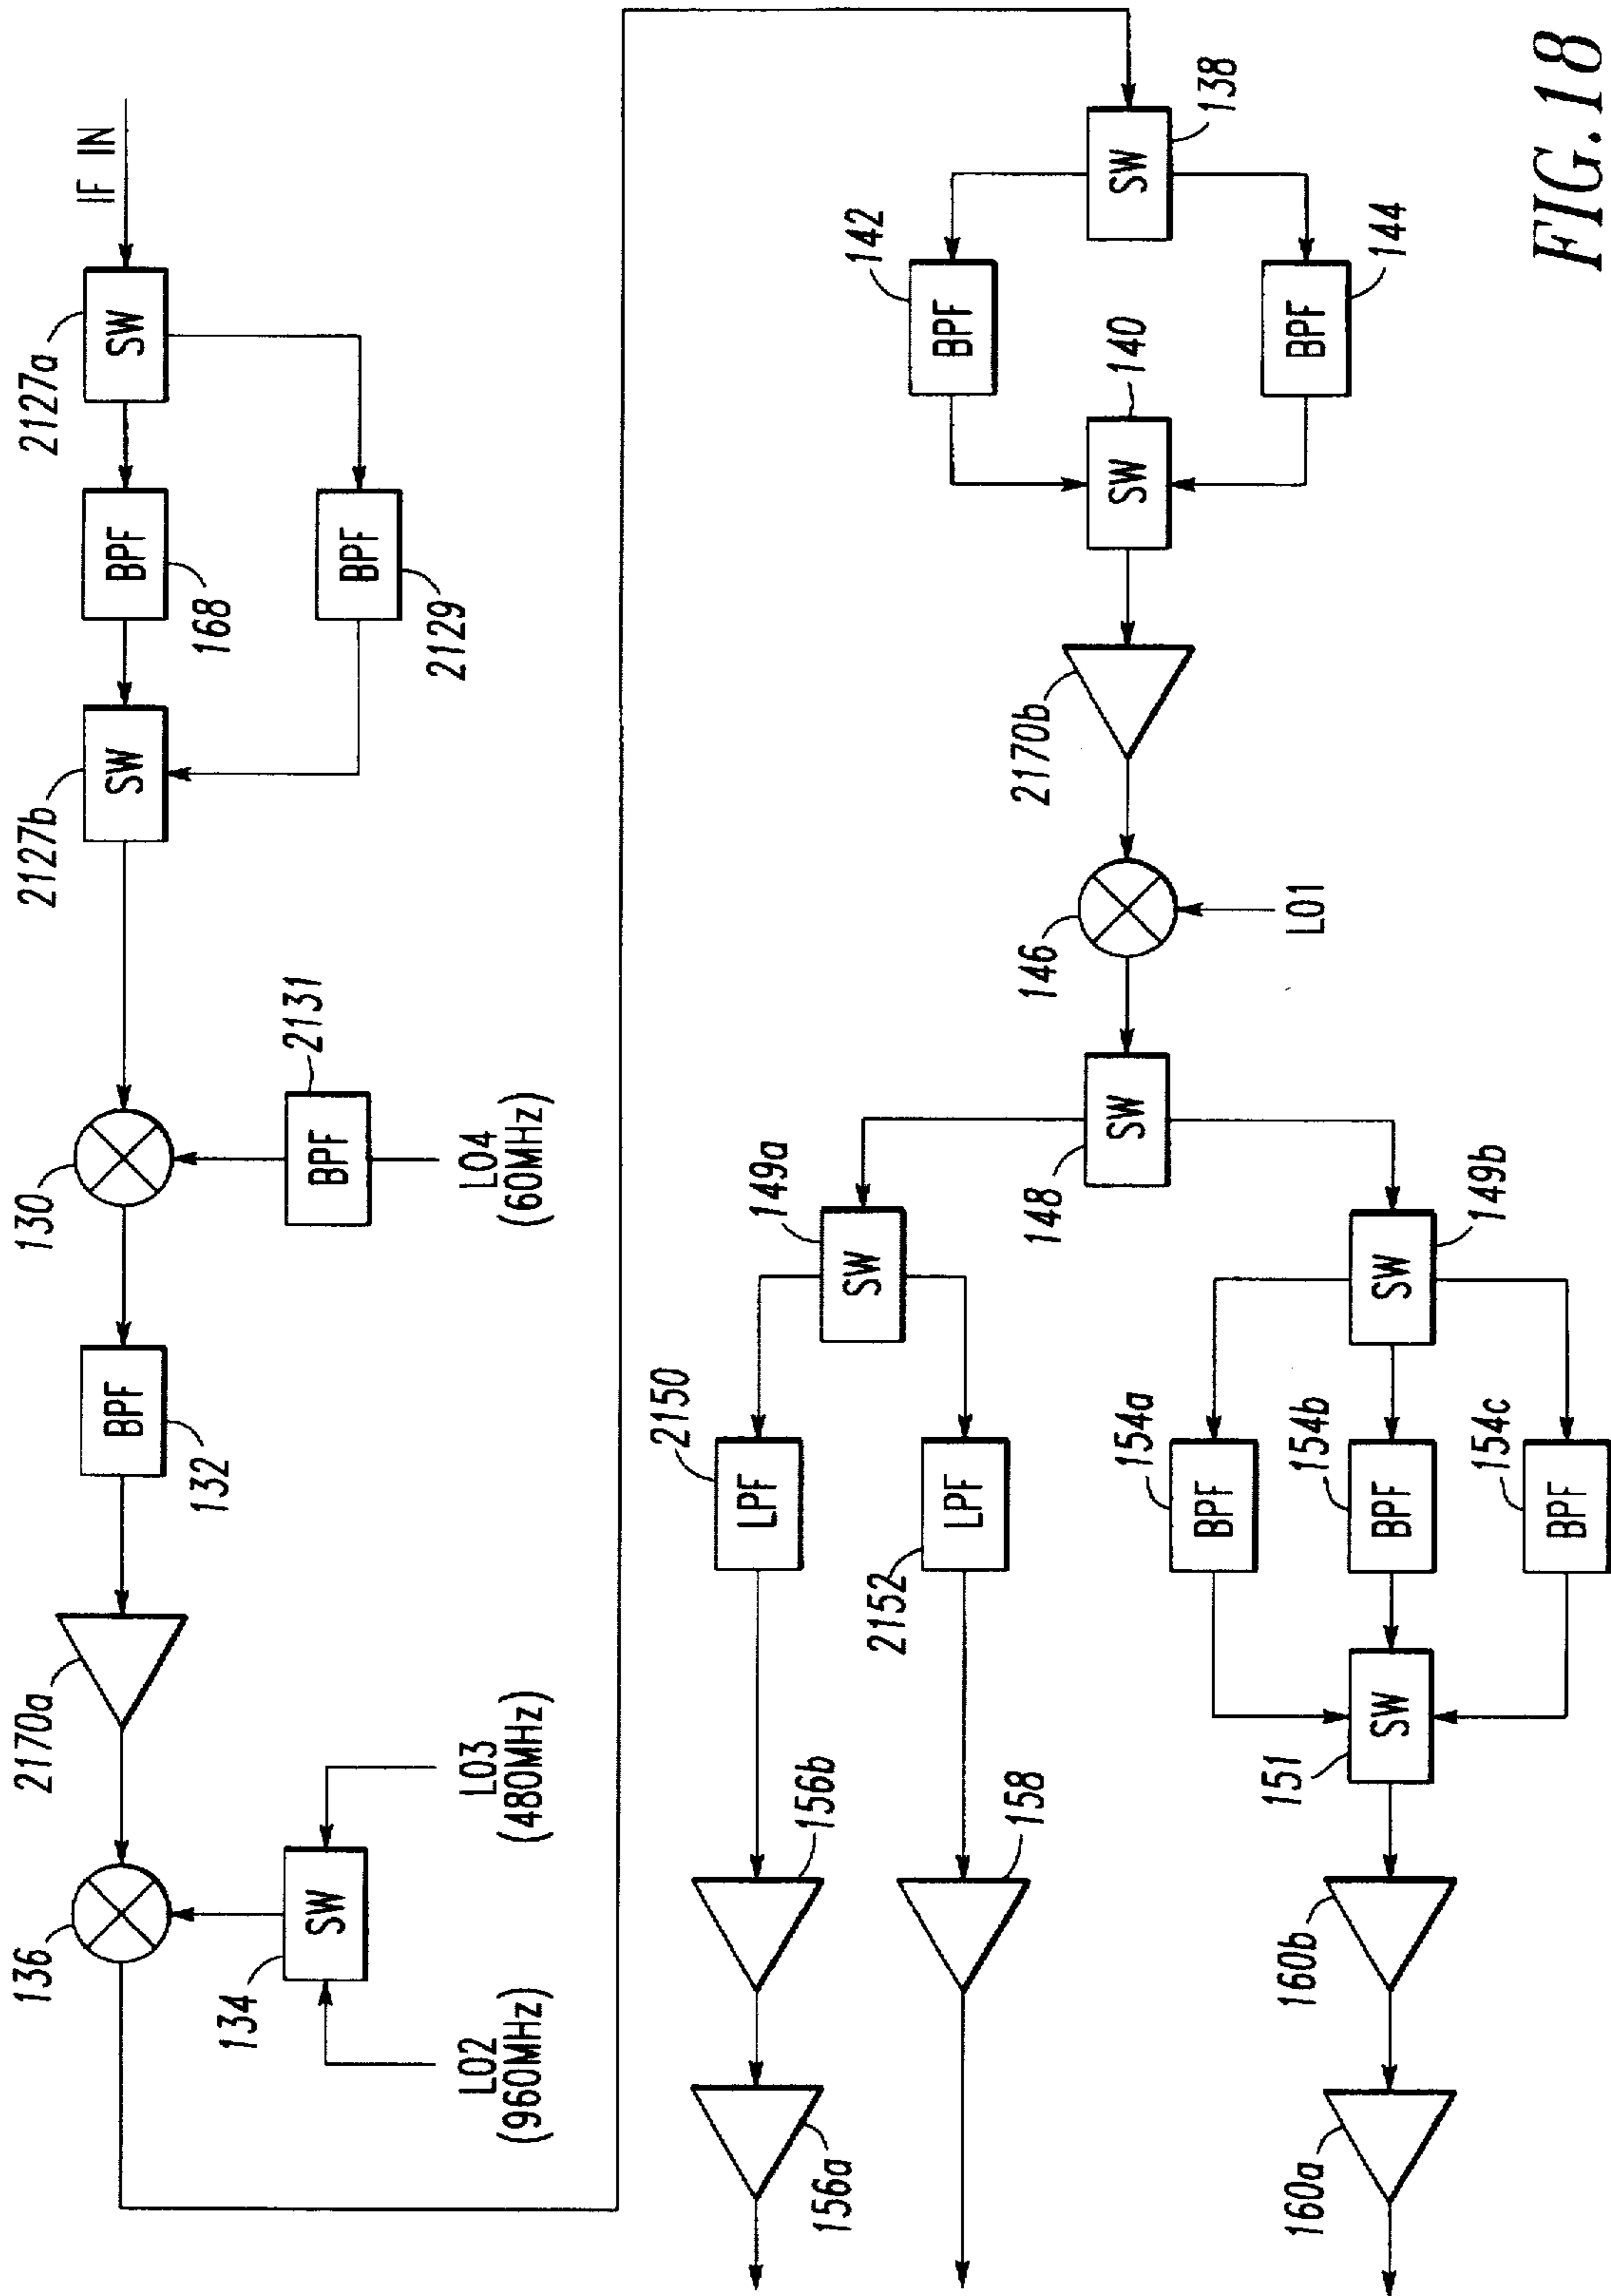 IF IN
SW
2127a
BPF
168
BPF
2129
SW
2127b
130
BPF
2131
LO4
(60MHz)
BPF
132
2170a
136
SW
134
LO3
(480MHz)
LO2
(960MHz)
SW
138
BPF
142
BPF
144
SW
140
2170b
146
LO1
SW
148
SW
149a
SW
149b
LPF
2150
LPF
2152
BPF
154a
BPF
154b
BPF
154c
SW
151
156b
156a
158
160b
160a
FIG.18